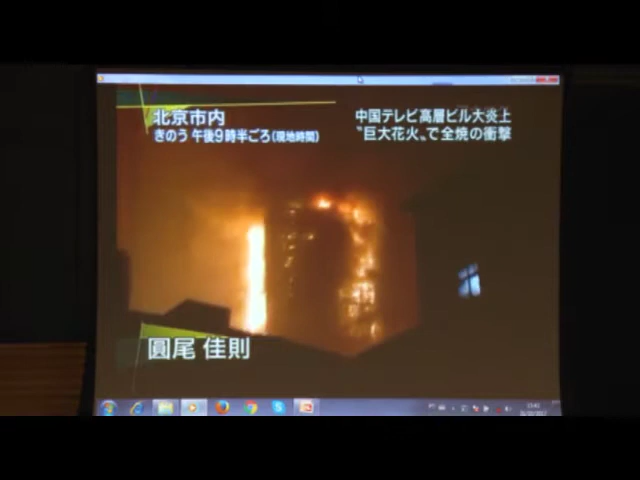 北京市内
きのう 午後9時半ごろ(現地時間)
中国テレビ高層ビル大炎上
〝巨大花火〟で全焼の衝撃
圓尾 佳則